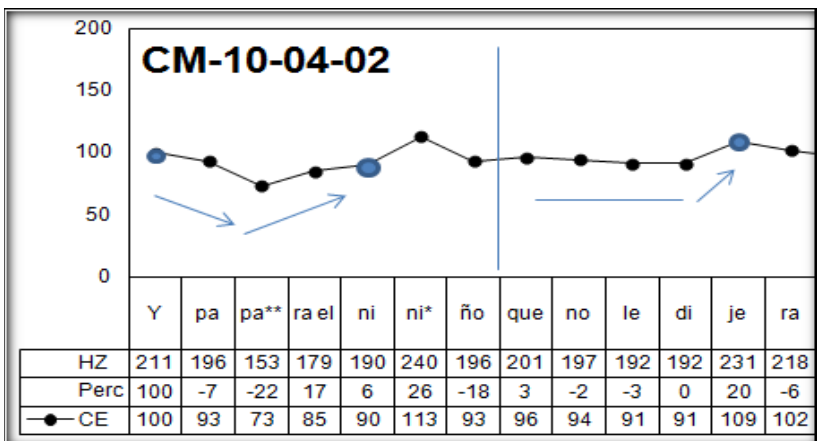 200
CM-10-04-02
150
100
50
0
Y pa pa** ra el ni ni* ño que no le di je ra
HZ 211 196 153 179 190 240 196 201 197 192 192 231 218
Perc 100 -7 -22 17 6 26 -18 3 -2 -3 0 20 -6
CE 100 93 73 85 90 113 93 96 94 91 91 109 102